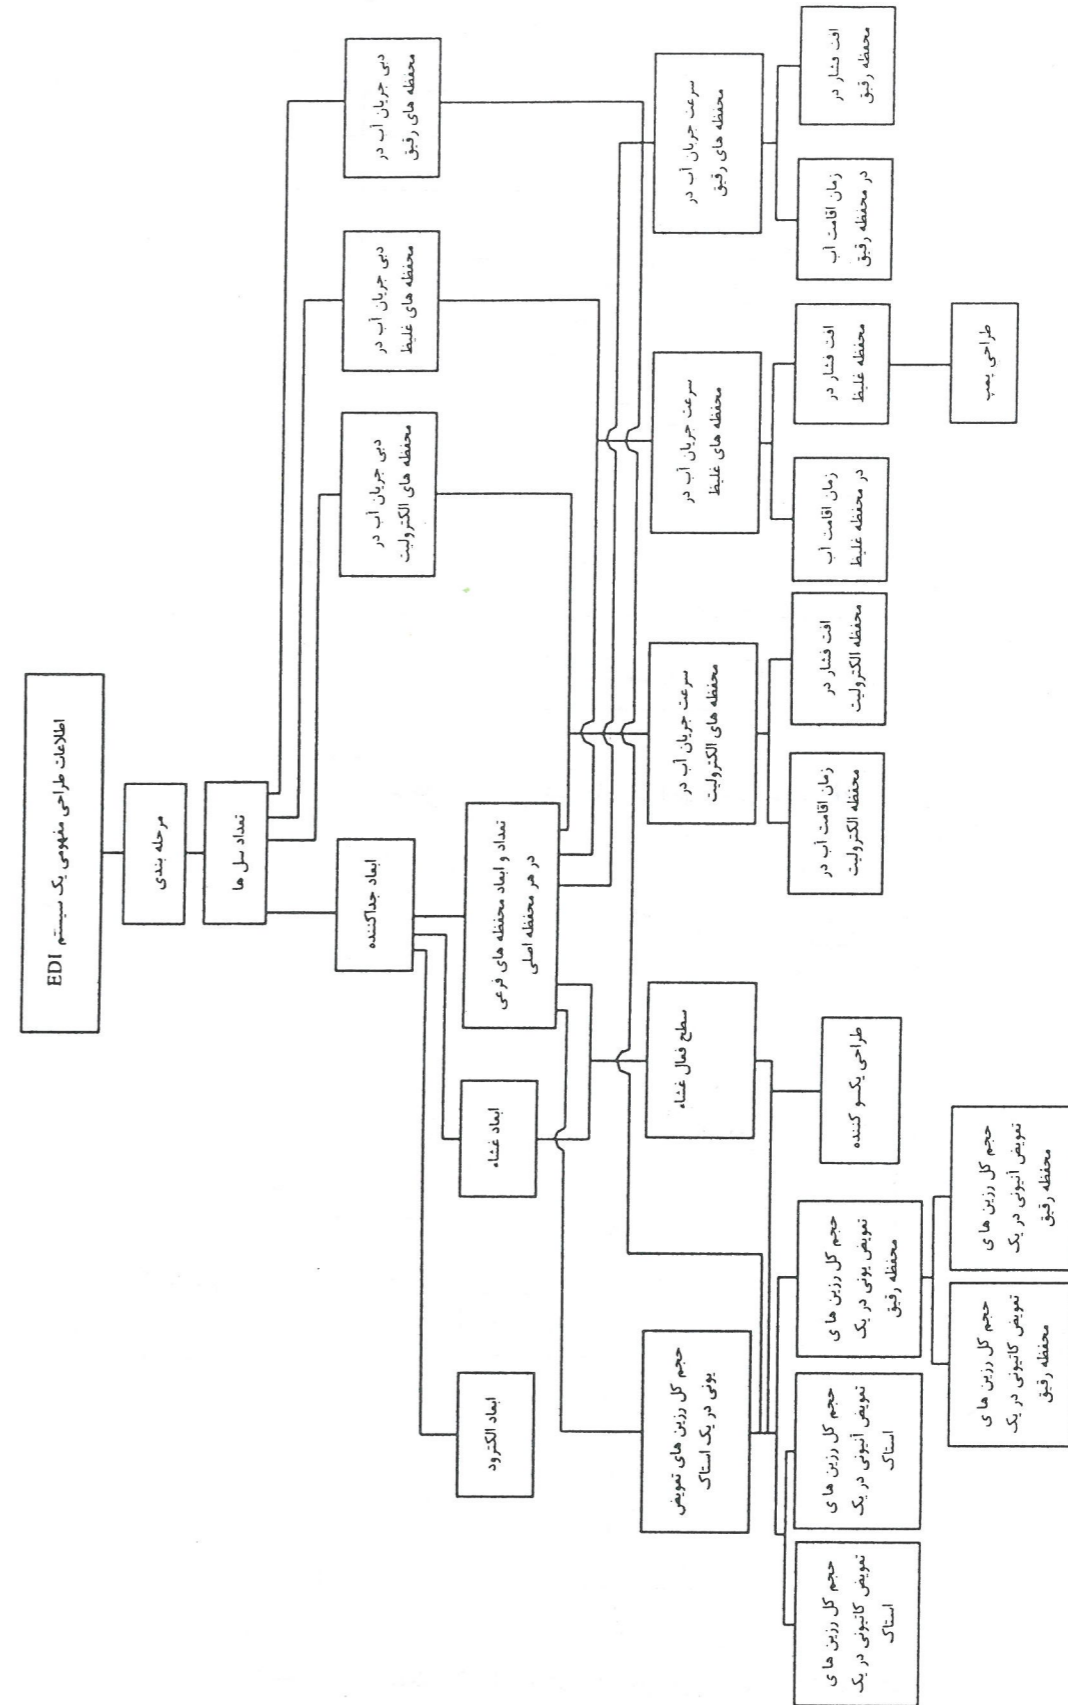 اطلاعات طراحی مفهومی یک سیستم EDI
مرحله بندی
تعداد سل ها
دبی جریان آب در
محفظه های رقیق
دبی جریان آب در
محفظه های غلیظ
دبی جریان آب در
محفظه های الکترولیت
ابعاد جداکننده
تعداد و ابعاد محفظه های فرعی
در هر محفظه اصلی
ابعاد غشاء
ابعاد الکترود
سرعت جریان آب در
محفظه های رقیق
سرعت جریان آب در
محفظه های غلیظ
سرعت جریان آب در
محفظه های الکترولیت
سطح فعال غشاء
حجم کل رزین های تعویض
یونی در یک استاک
افت فشار در
محفظه رقیق
زمان اقامت آب
در محفظه رقیق
افت فشار در
محفظه غلیظ
زمان اقامت آب
در محفظه غلیظ
افت فشار در
محفظه الکترولیت
زمان اقامت آب در
محفظه الکترولیت
طراحی یکسو کننده
حجم کل رزین ها ی
تعویض یونی در یک
محفظه رقیق
حجم کل رزین ها ی
تعویض آنیونی در یک
استاک
حجم کل رزین ها ی
تعویض کاتیونی در یک
استاک
طراحی پمپ
حجم کل رزین ها ی
تعویض آنیونی در یک
محفظه رقیق
حجم کل رزین ها ی
تعویض کاتیونی در یک
محفظه رقیق